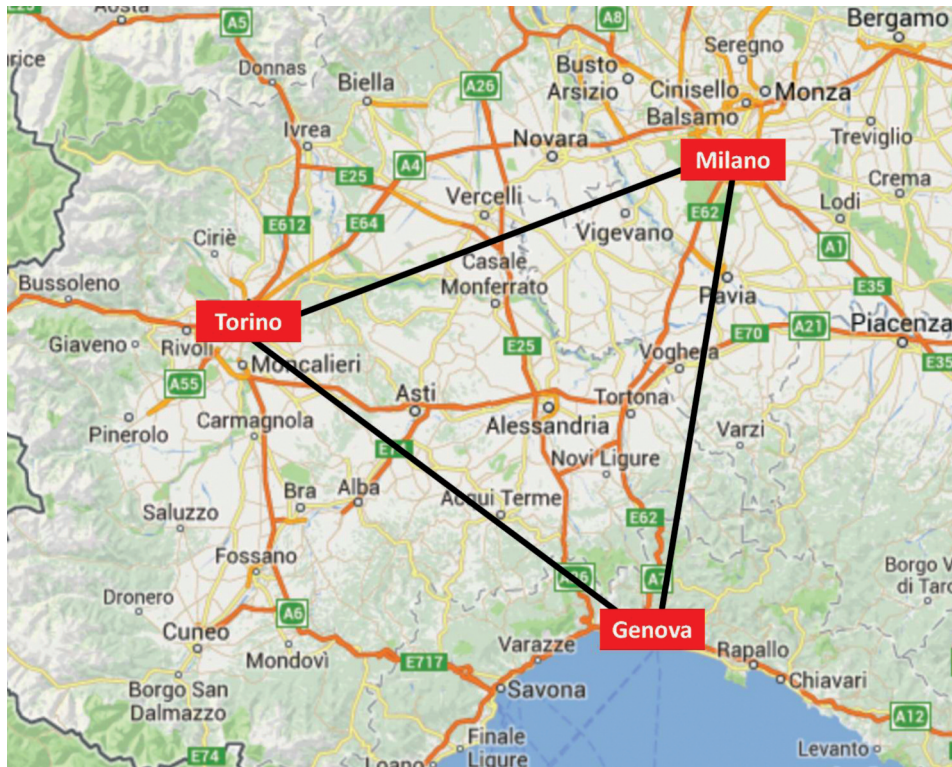 Aosta
A5
A8
Bergamo
Seregno
Donnas
Biella
A26
Busto
Arsizio
Cinisello
Balsamo
Monza
Ivrea
Novara
Milano
Treviglio
A4
E25
Vercelli
Crema
E612
E64
E62
Lodi
Ciriè
Vigevano
A1
Casale
Monferrato
Bussoleno
Pavia
E35
Torino
E70
A21
Piacenza
Giaveno
Rivoli
E25
Voghera
E35
Moncalieri
A55
Asti
Tortona
Pinerolo
Carmagnola
Alessandria
Varzi
Novi Ligure
Bra
Alba
Acqui Terme
Saluzzo
E62
Fossano
A26
A7
Dronero
A6
Genova
Cuneo
Mondovì
E717
Varazze
Rapallo
Borgo San
Dalmazzo
Savona
Chiavari
A12
Finale
Ligure
E74
Levanto